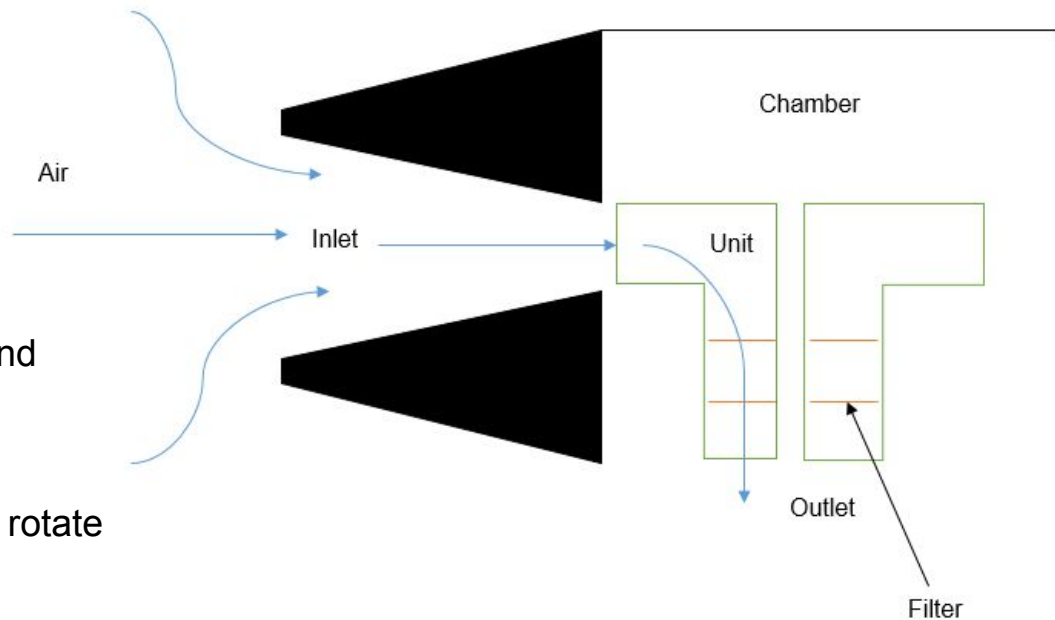 Chamber
Air
Inlet
Unit
nd
rotate
Outlet
Filter